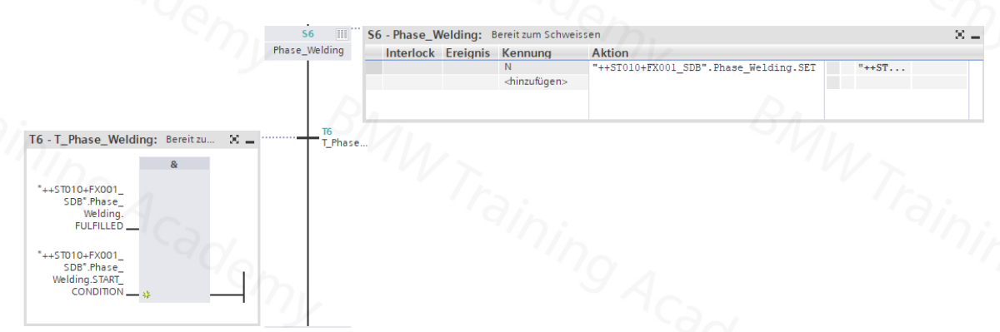 S6
Phase_Welding
S6 - Phase_Welding: Bereit zum Schweissen
Interlock Ereignis Kennung Aktion
N "++ST010+FX001_SDB".Phase_Welding.SET "++ST...
<hinzufügen>
T6 - T_Phase_Welding: Bereit zu...
T6
T_Phase...
&
"++ST010+FX001_
SDB".Phase_
Welding.
FULFILLED
"++ST010+FX001_
SDB".Phase_
Welding.START_
CONDITION
BMW Training Academy
BMW Training